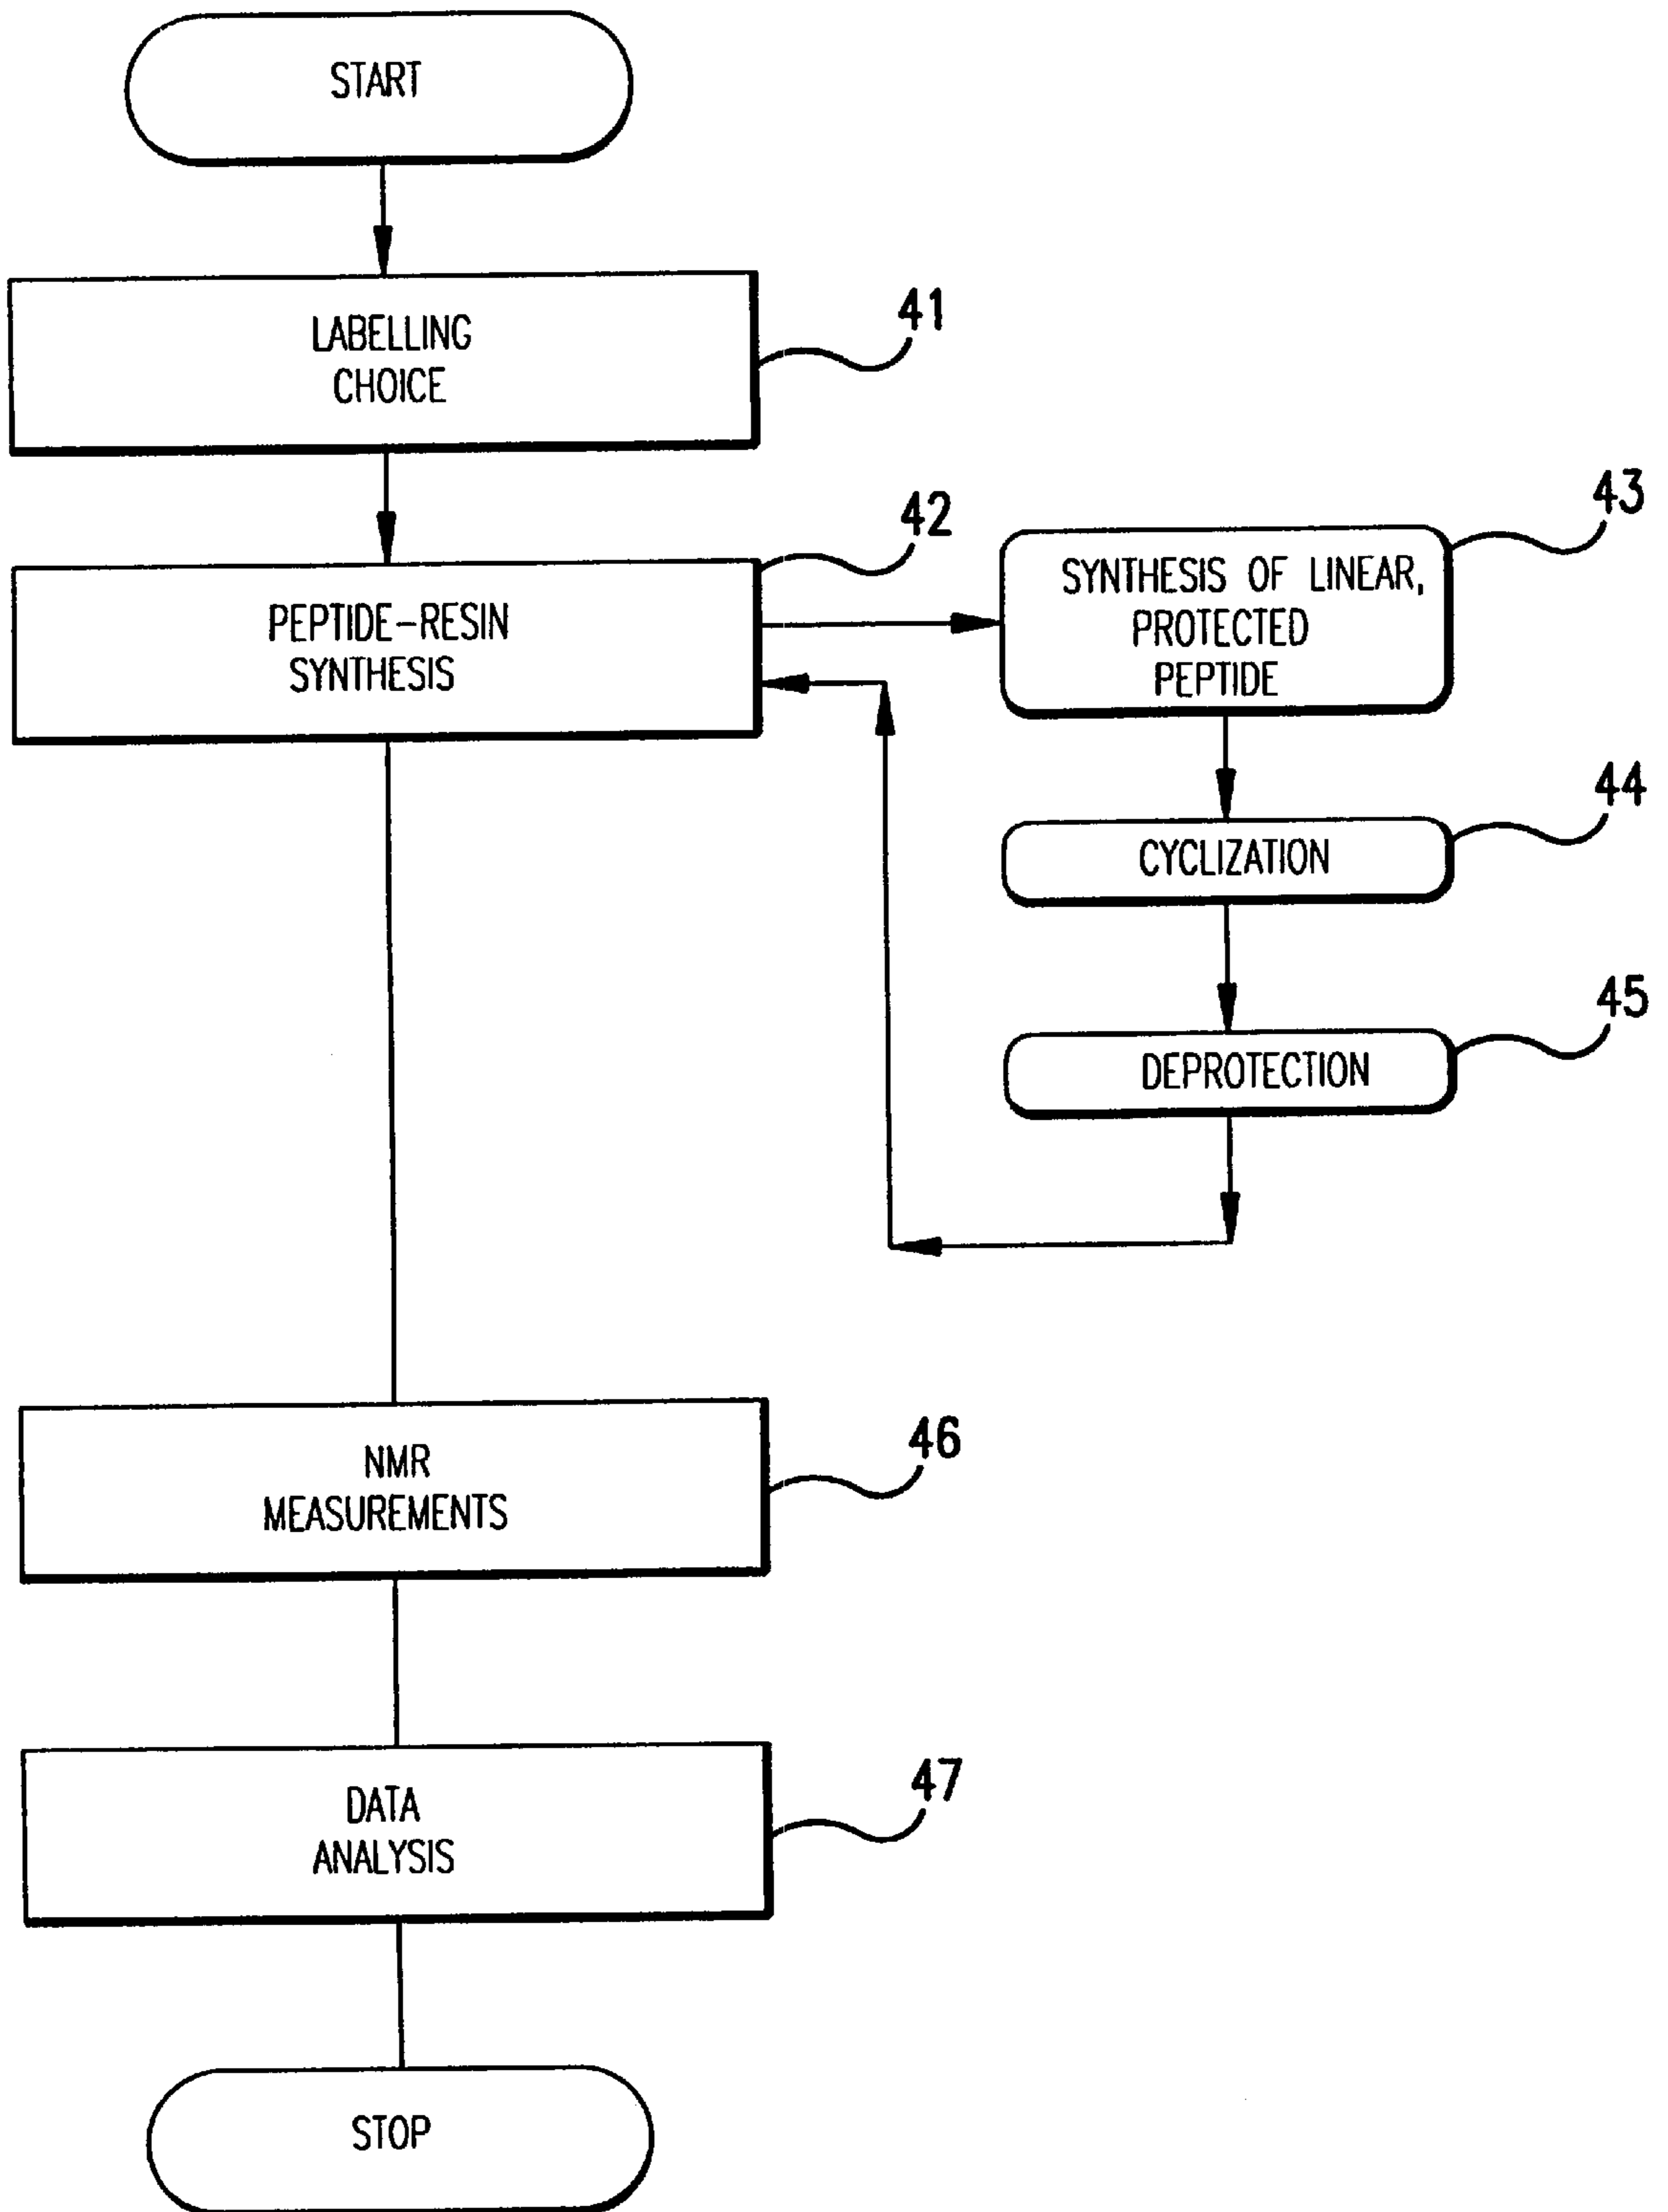 START
LABELLING
CHOICE
41
PEPTIDE-RESIN
SYNTHESIS
42
SYNTHESIS OF LINEAR,
PROTECTED
PEPTIDE
43
CYCLIZATION
44
DEPROTECTION
45
NMR
MEASUREMENTS
46
DATA
ANALYSIS
47
STOP